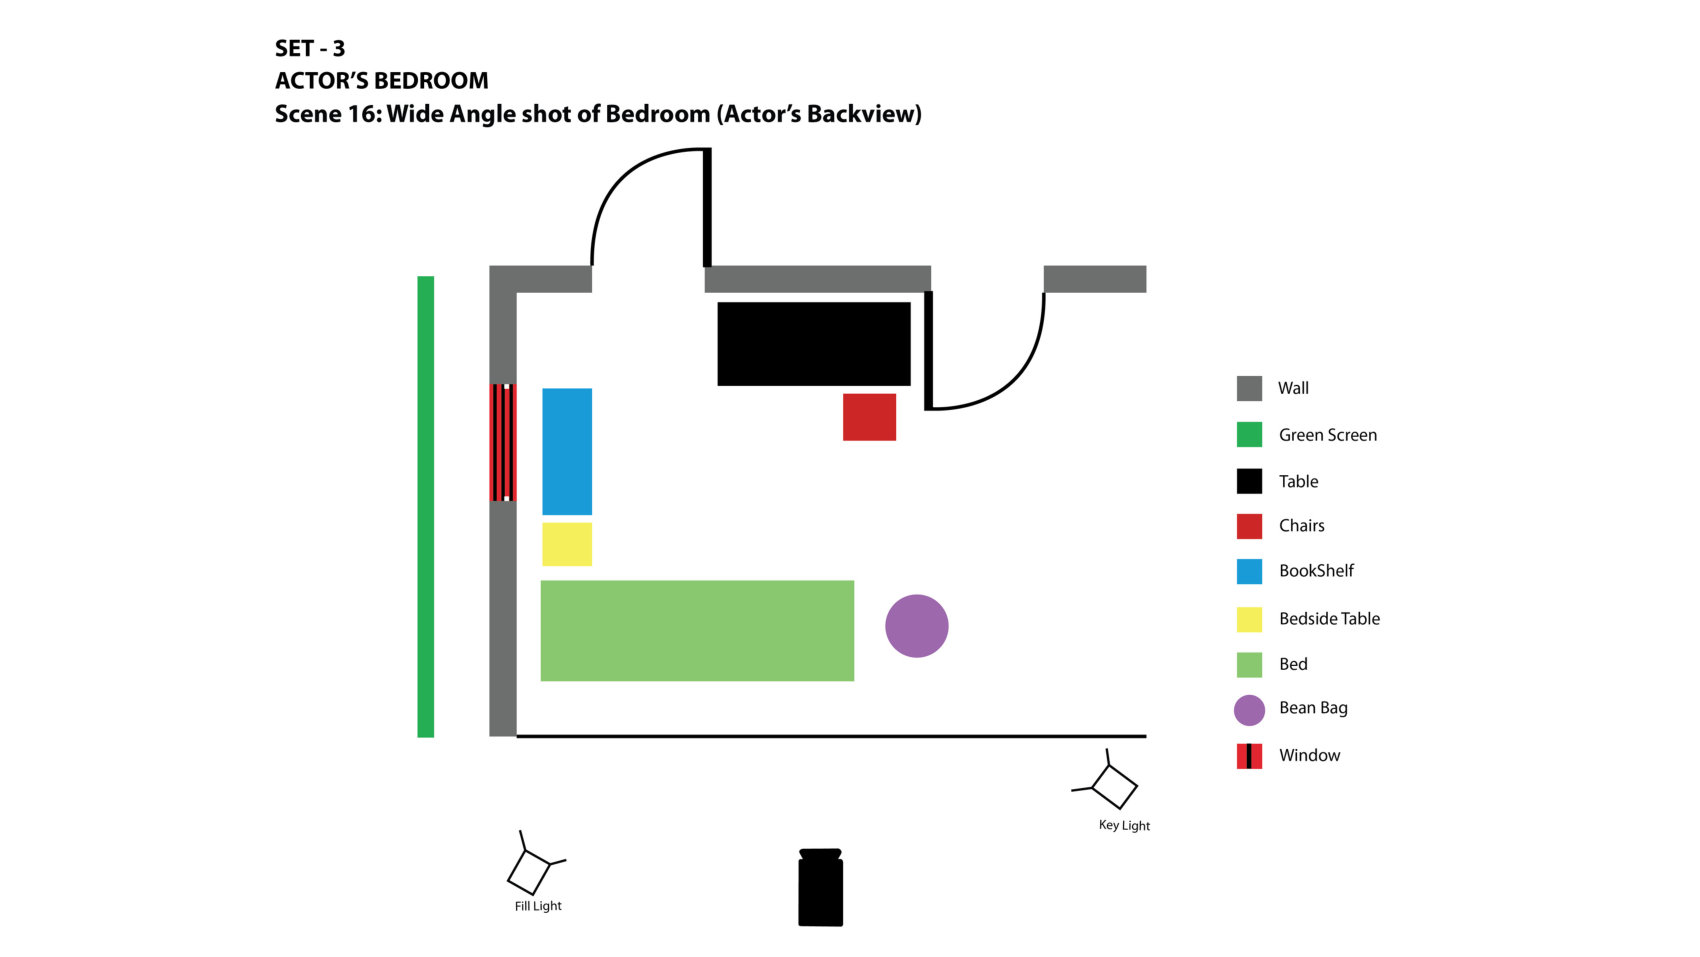 SET - 3
ACTOR’S BEDROOM
Scene 16: Wide Angle shot of Bedroom (Actor’s Backview)
Wall
Green Screen
Table
Chairs
BookShelf
Bedside Table
Bed
Bean Bag
Window
Key Light
Fill Light